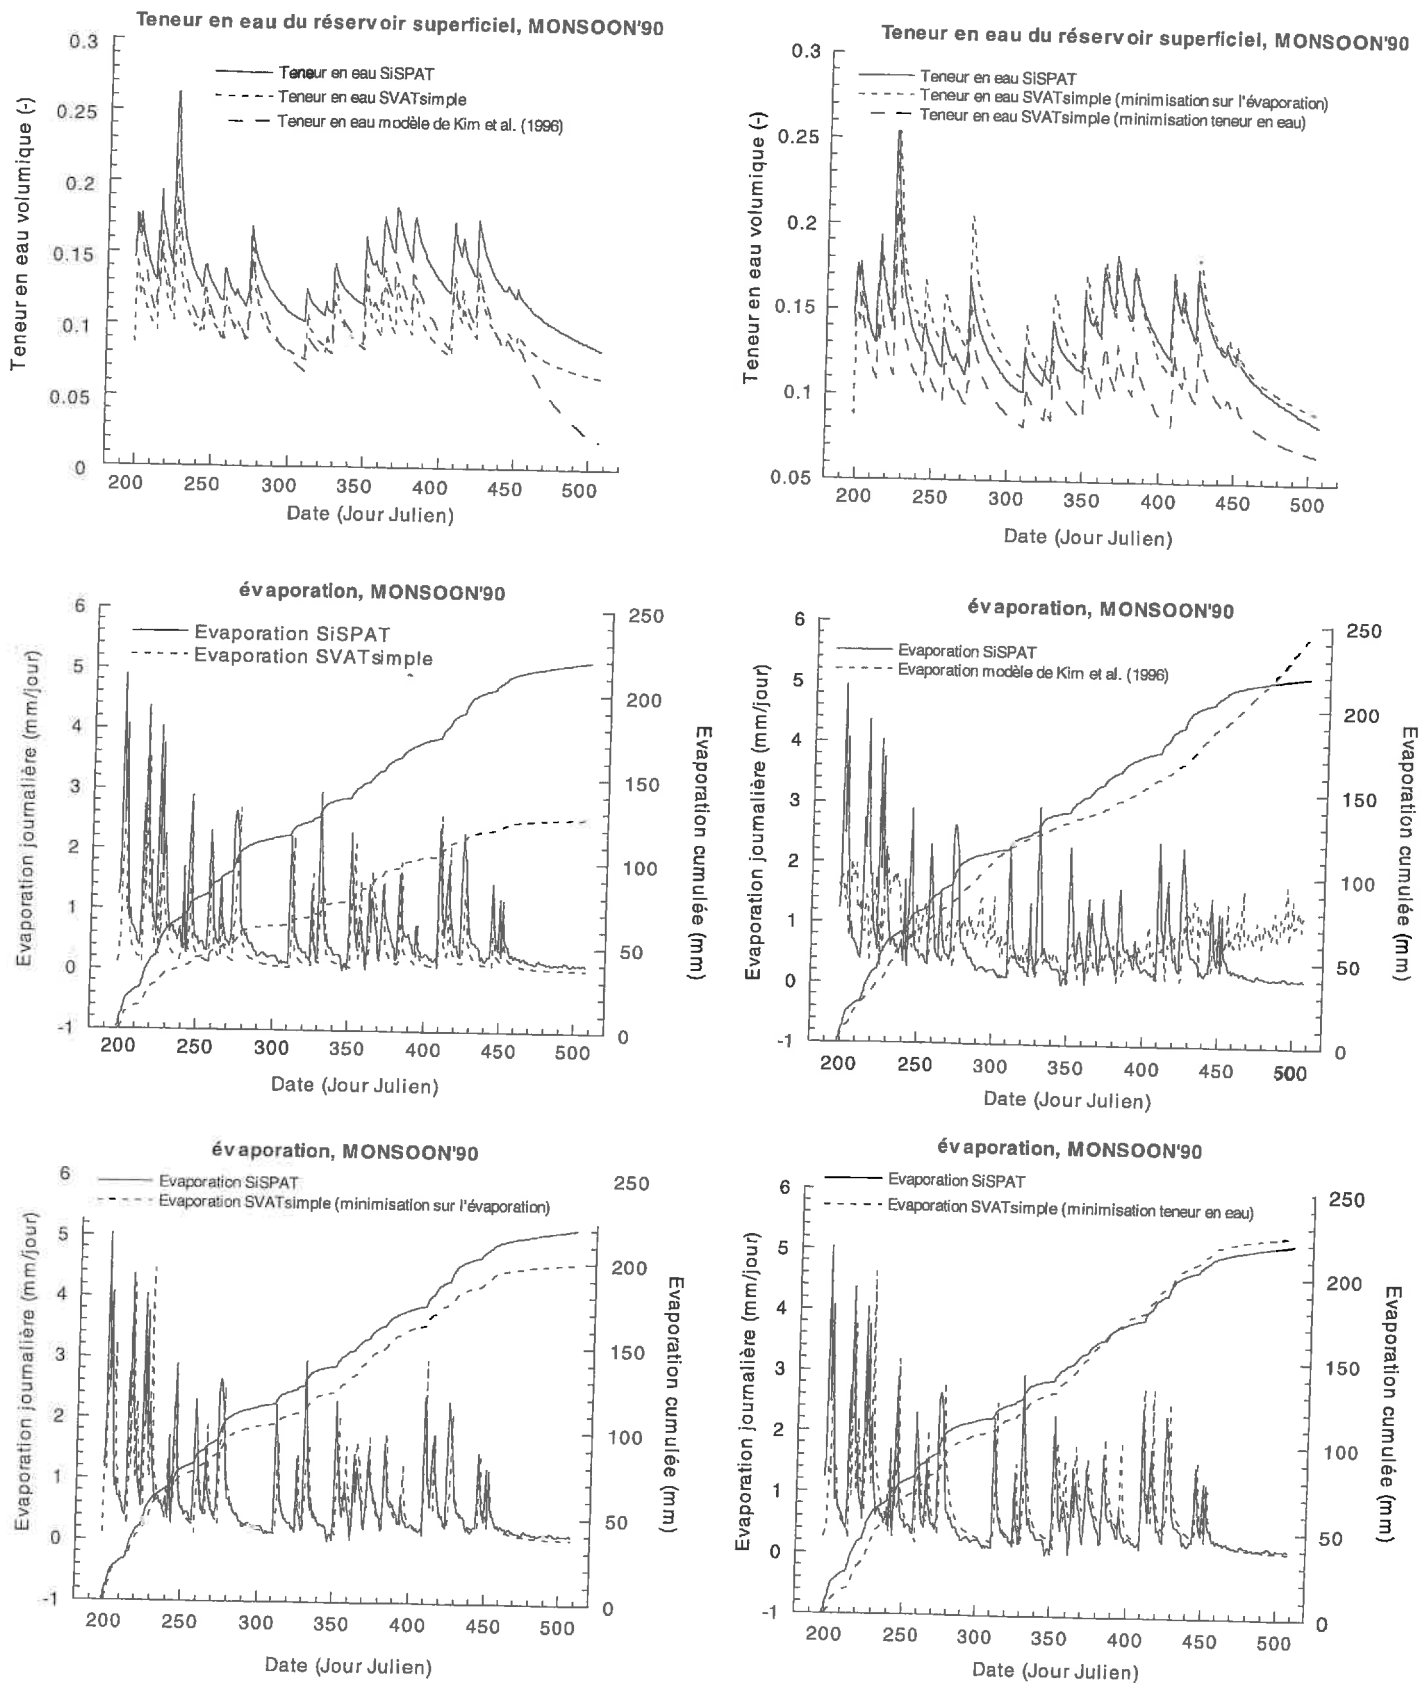 Teneur en eau du réservoir superficiel, MONSOON'90
Teneur en eau SiSPAT
Teneur en eau SVATsimple
Teneur en eau modèle de Kim et al. (1996)
Teneur en eau volumique (-)
0.3
0.25
0.2
0.15
0.1
0.05
0
200 250 300 350 400 450 500
Date (Jour Julien)
Teneur en eau du réservoir superficiel, MONSOON'90
Teneur en eau SiSPAT
Teneur en eau SVATsimple (minimisation sur l'évaporation)
Teneur en eau SVATsimple (minimisation teneur en eau)
Teneur en eau volumique (-)
0.3
0.25
0.2
0.15
0.1
0.05
200 250 300 350 400 450 500
Date (Jour Julien)
évaporation, MONSOON'90
Evaporation SiSPAT
Evaporation SVATsimple
Evaporation journalière (mm/jour)
6
5
4
3
2
1
0
-1
250
200
150
100
50
0
Evaporation cumulée (mm)
200 250 300 350 400 450 500
Date (Jour Julien)
évaporation, MONSOON'90
Evaporation SiSPAT
Evaporation modèle de Kim et al. (1996)
Evaporation journalière (mm/jour)
6
5
4
3
2
1
0
-1
250
200
150
100
50
0
Evaporation cumulée (mm)
200 250 300 350 400 450 500
Date (Jour Julien)
évaporation, MONSOON'90
Evaporation SiSPAT
Evaporation SVATsimple (minimisation sur l'évaporation)
Evaporation journalière (mm/jour)
6
5
4
3
2
1
0
-1
250
200
150
100
50
0
Evaporation cumulée (mm)
200 250 300 350 400 450 500
Date (Jour Julien)
évaporation, MONSOON'90
Evaporation SiSPAT
Evaporation SVATsimple (minimisation teneur en eau)
Evaporation journalière (mm/jour)
6
5
4
3
2
1
0
-1
250
200
150
100
50
0
Evaporation cumulée (mm)
200 250 300 350 400 450 500
Date (Jour Julien)